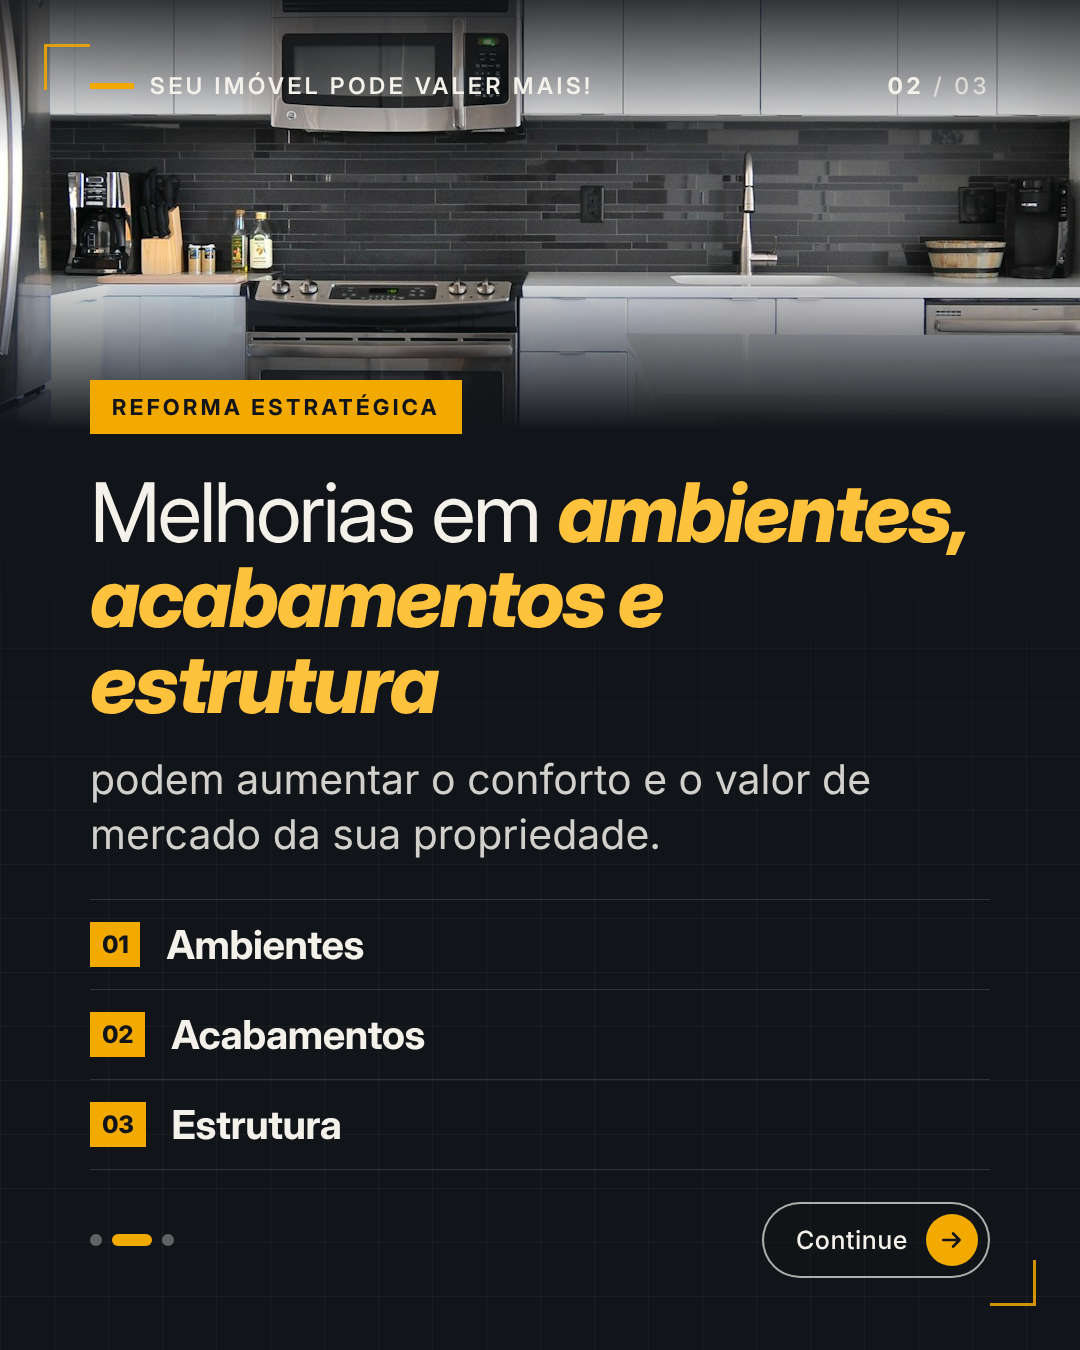 SEU IMÓVEL PODE VALER MAIS!
02 / 03
REFORMA ESTRATÉGICA
Melhorias em ambientes,
acabamentos e
estrutura
podem aumentar o conforto e o valor de
mercado da sua propriedade.
01 Ambientes
02 Acabamentos
03 Estrutura
Continue